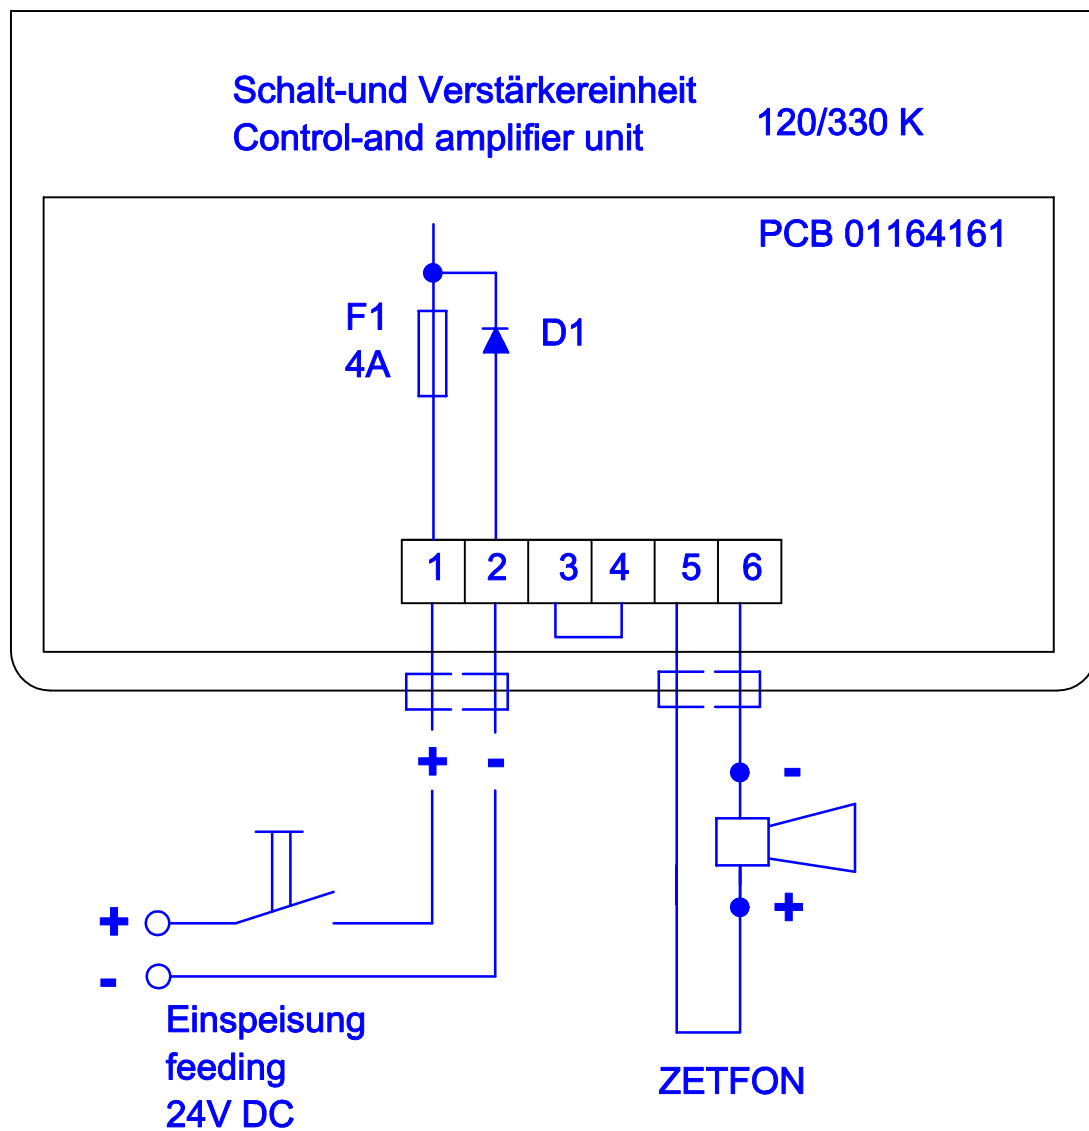 Schalt-und Verstärkereinheit
Control-and amplifier unit
120/330 K
PCB 01164161
F1
4A
D1
1 2 3 4 5 6
+ -
-
+
+
-
Einspeisung
feeding
24V DC
ZETFON